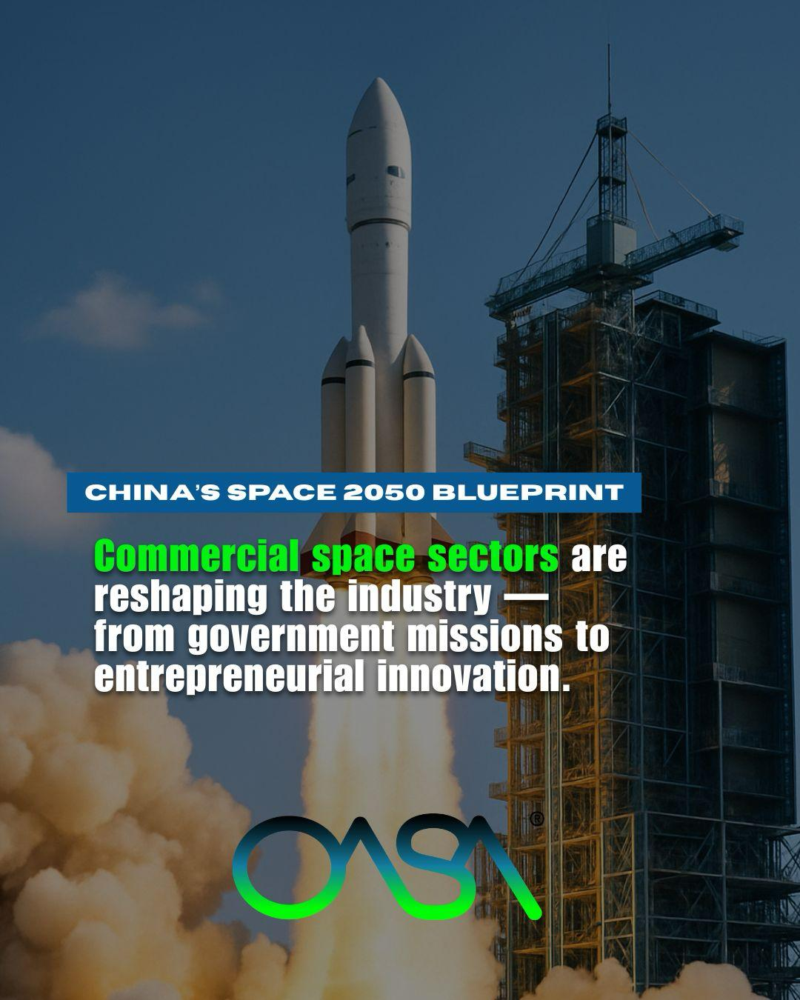 CHINA'S SPACE 2050 BLUEPRINT
Commercial space sectors are
reshaping the industry —
from government missions to
entrepreneurial innovation.
OASA ®